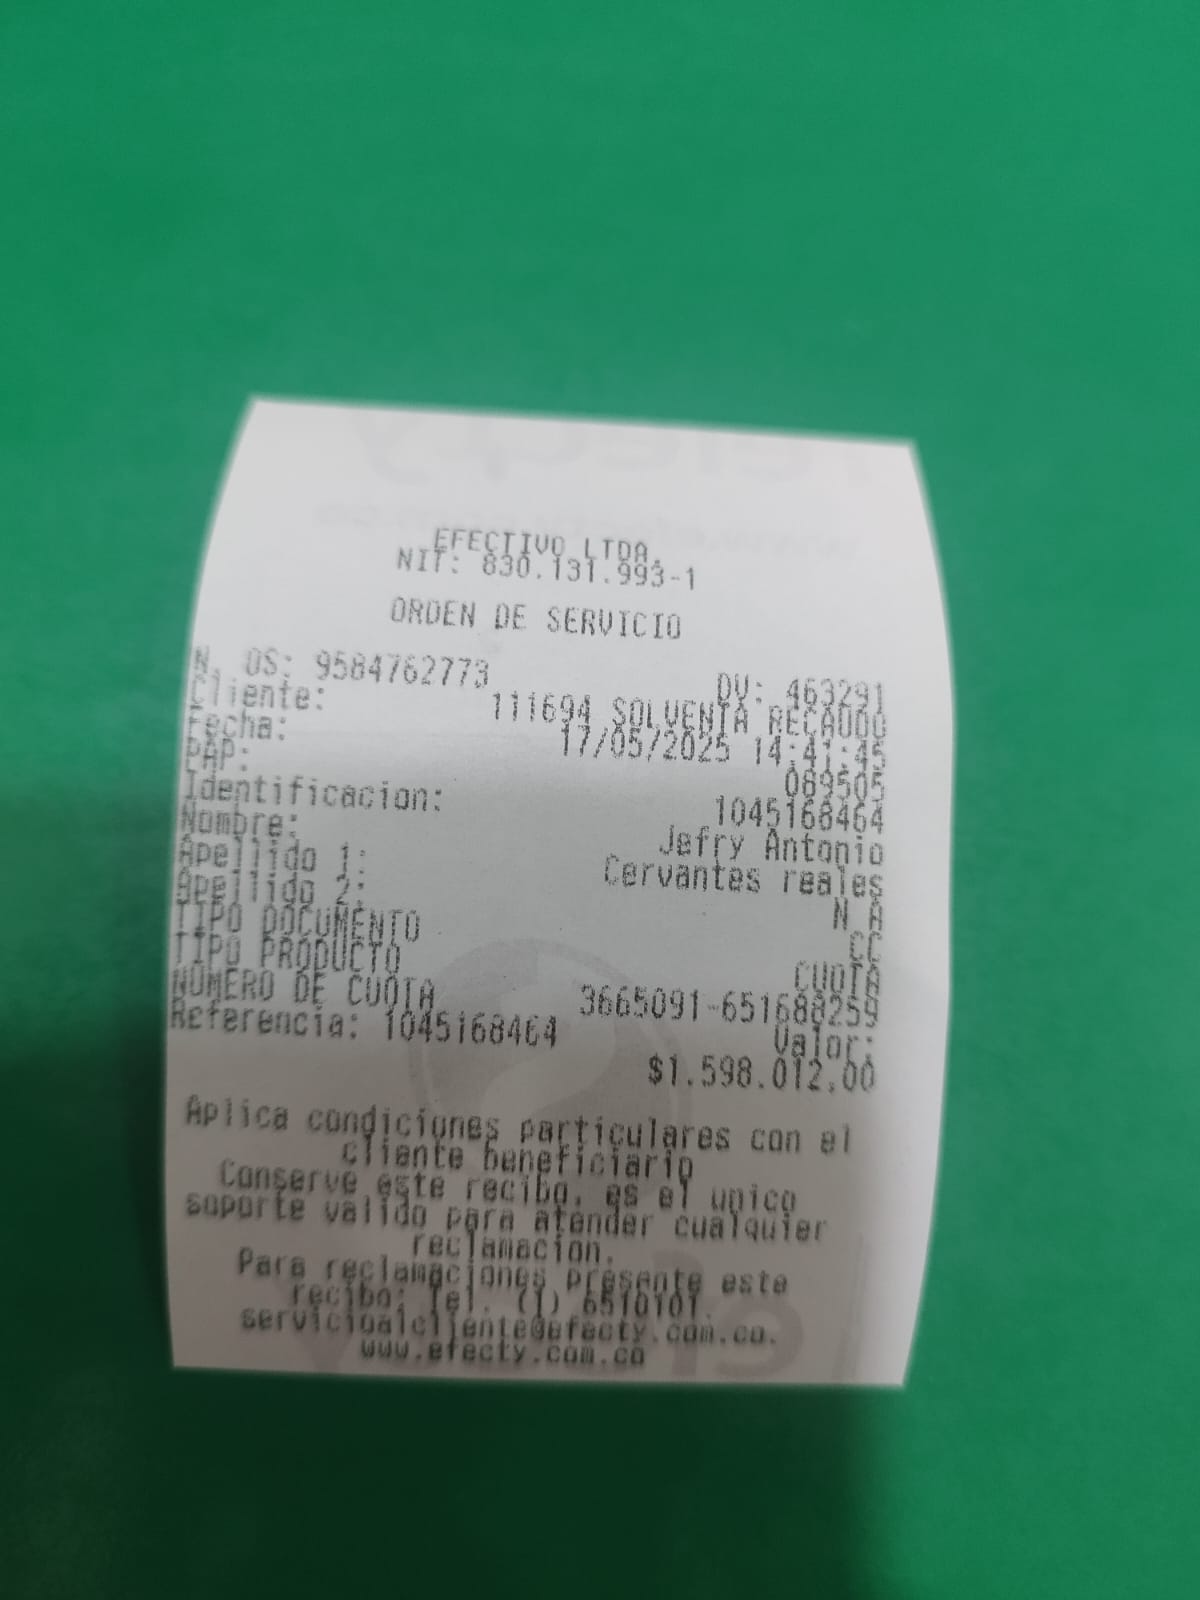 EFECTIVO LTDA.
NIT: 830.131.993-1
ORDEN DE SERVICIO
N. OS: 9584762773
DV: 463291
Cliente: 111694 SOLVENTA RECAUDO
Fecha: 17/05/2025 14:41:45
PAP: 089505
Identificacion: 1045168464
Nombre: Jefry Antonio
Apellido 1: Cervantes reales
Apellido 2: N A
TIPO DOCUMENTO CC
TIPO PRODUCTO CUOTA
NUMERO DE CUOTA 3665091-651688259
Referencia: 1045168464
Valor:
$1.598.012,00
Aplica condiciones particulares con el
cliente beneficiario
Conserve este recibo, es el unico
soporte valido para atender cualquier
reclamacion.
Para reclamaciones presente este
recibo: Tel. (1) 6510101.
servicioalcliente@efecty.com.co.
www.efecty.com.co